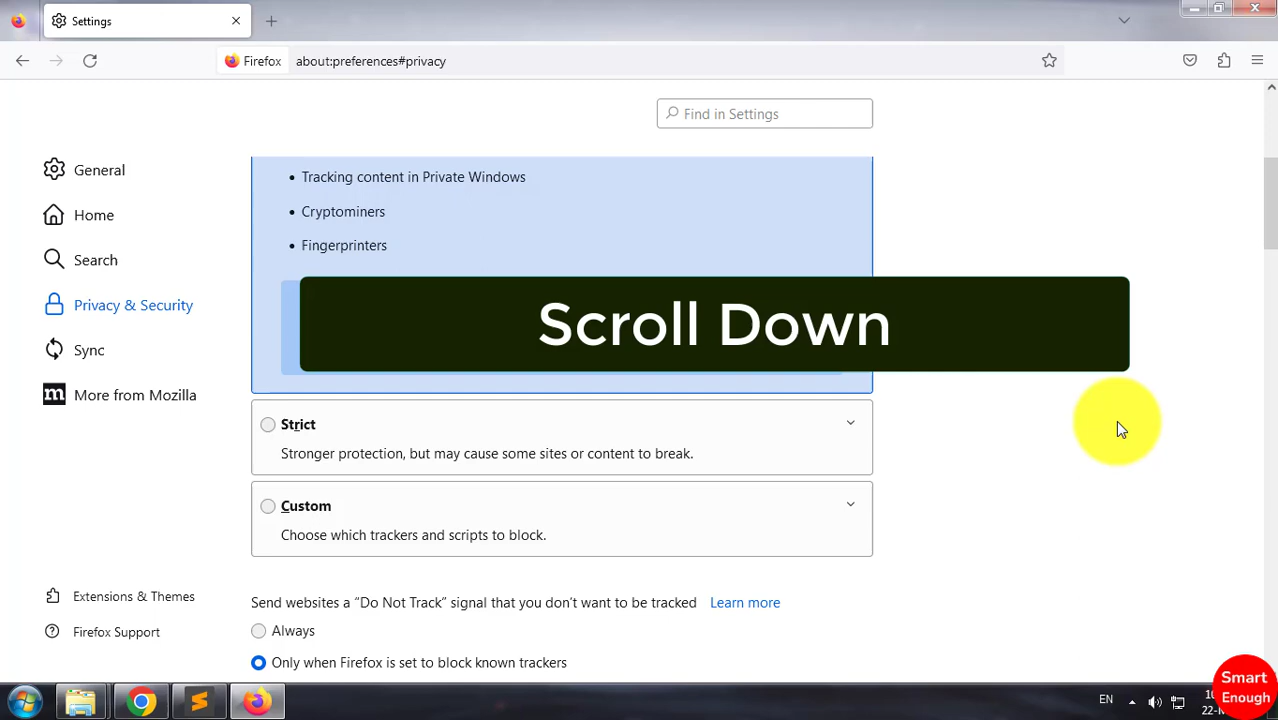 Settings
Firefox
about:preferences#privacy
Find in Settings
General
Home
Search
Privacy & Security
Sync
More from Mozilla
Extensions & Themes
Firefox Support
• Tracking content in Private Windows
• Cryptominers
• Fingerprinters
Scroll Down
Strict
Stronger protection, but may cause some sites or content to break.
Custom
Choose which trackers and scripts to block.
Send websites a “Do Not Track” signal that you don’t want to be tracked Learn more
Always
Only when Firefox is set to block known trackers
EN
Smart
Enough